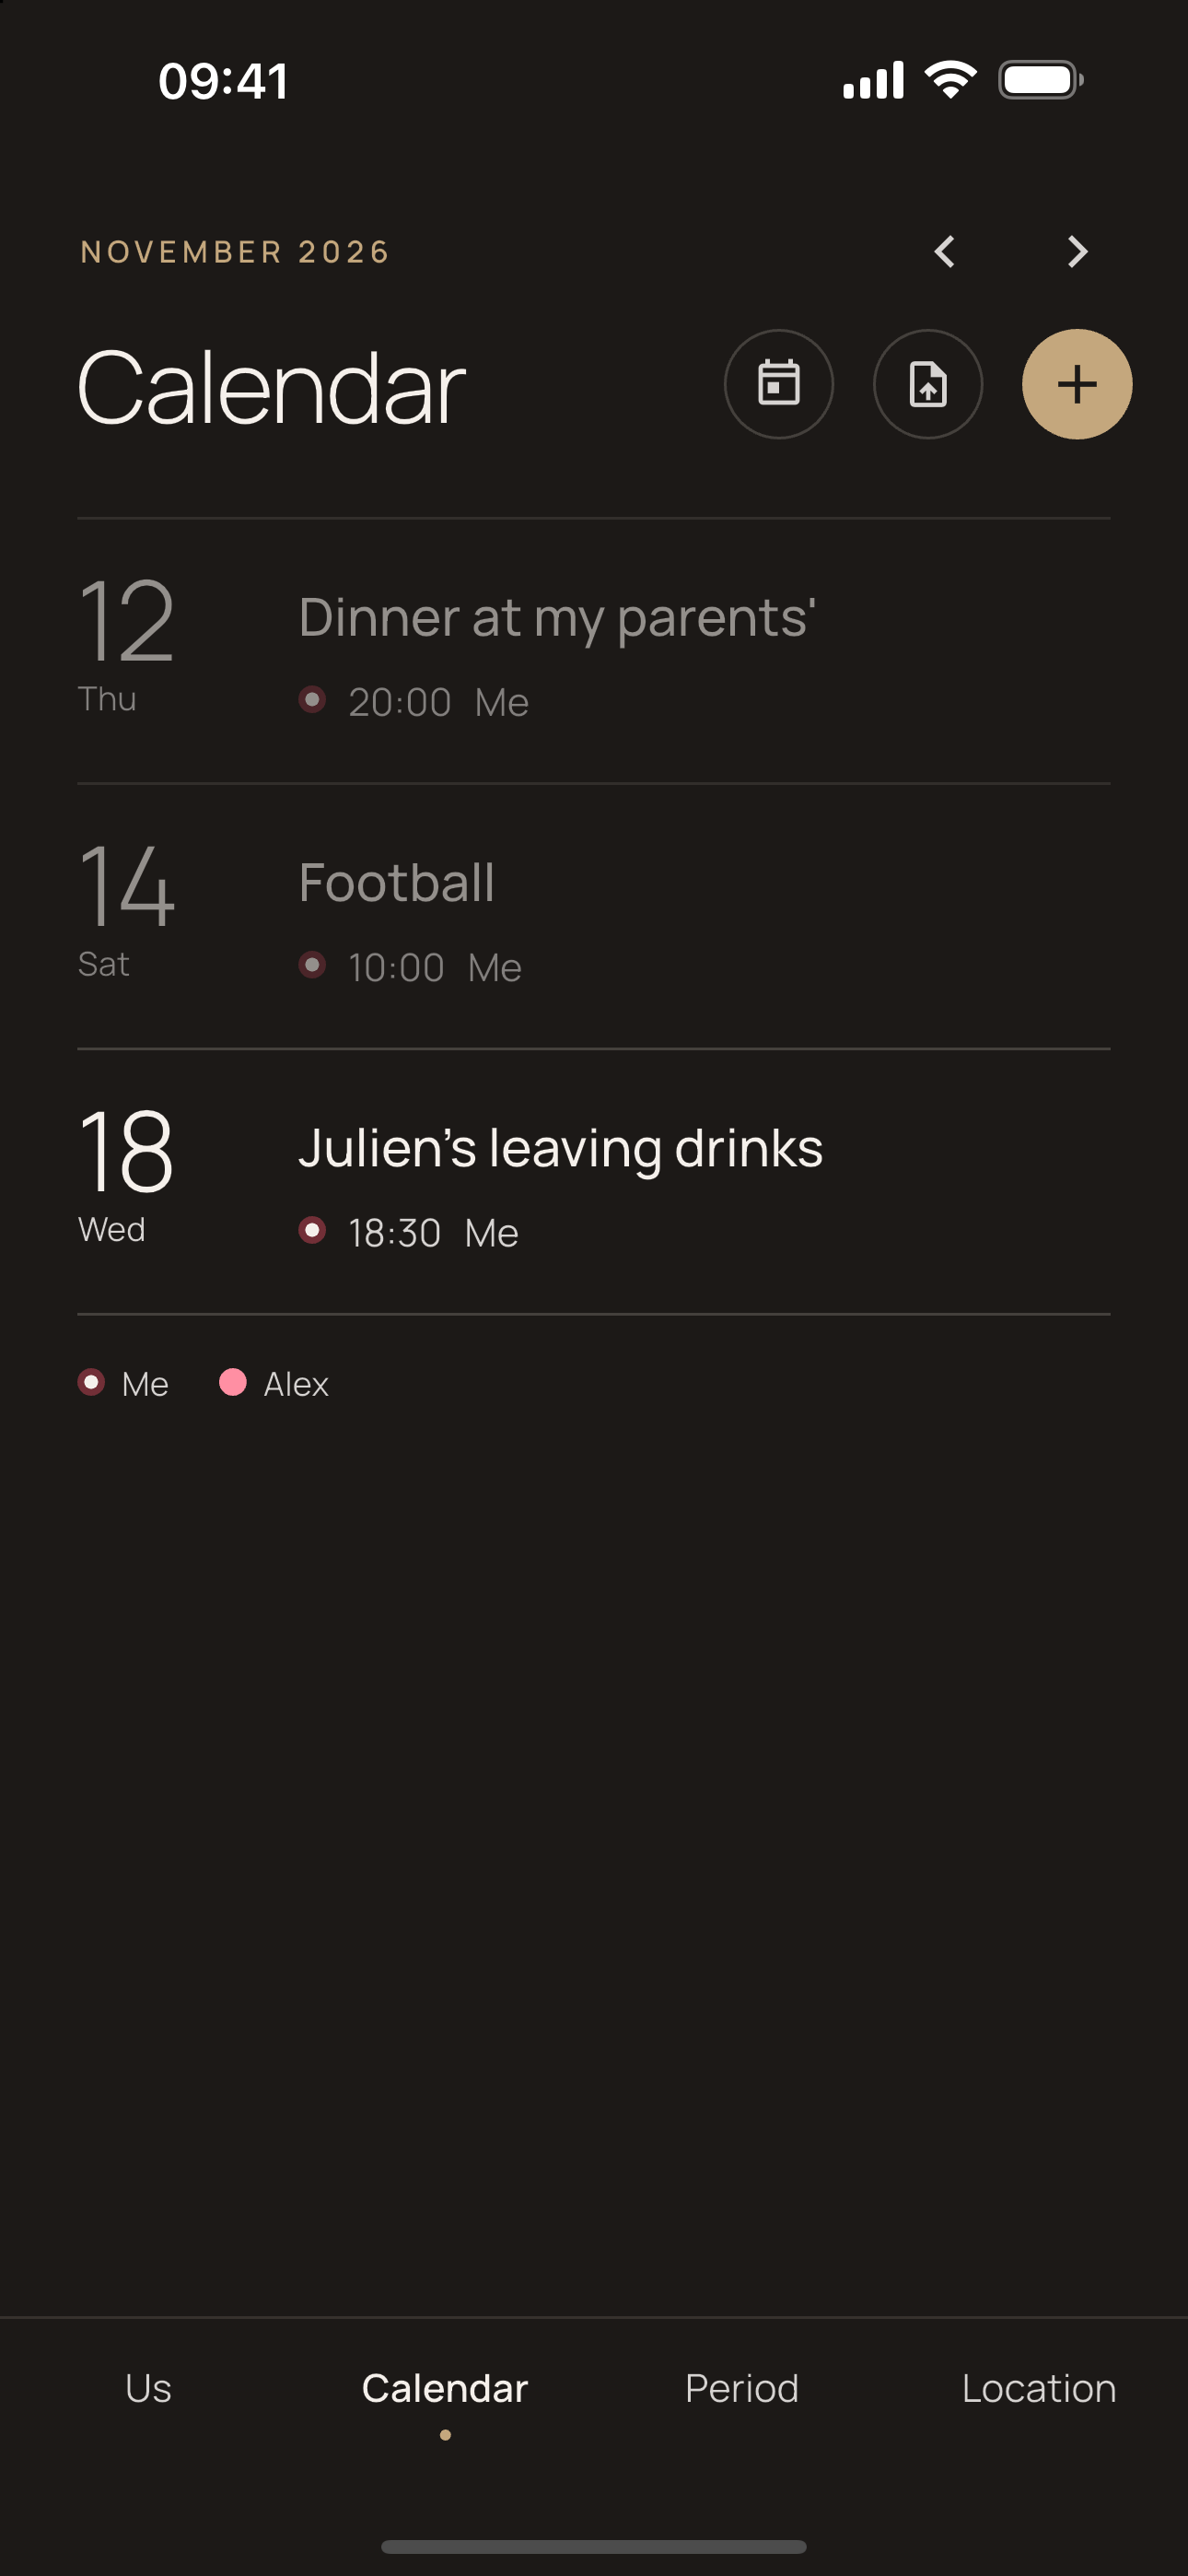 09:41
NOVEMBER 2026
Calendar
12
Thu
Dinner at my parents'
20:00 Me
14
Sat
Football
10:00 Me
18
Wed
Julien’s leaving drinks
18:30 Me
Me Alex
Us Calendar Period Location